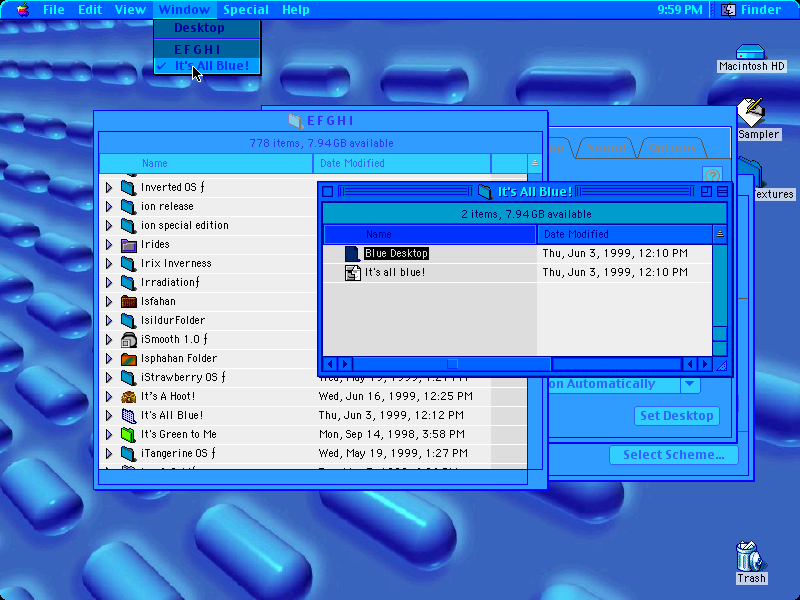 File Edit View Window Special Help 9:59 PM Finder
Desktop
E F G H I
It's All Blue!
Macintosh HD
Sampler
extures
Trash
E F G H I
778 items, 7.94 GB available
Name Date Modified
Inverted OS ƒ
ion release
ion special edition
Irides
Irix Inverness
Irradiationƒ
Isfahan
IsildurFolder
iSmooth 1.0 ƒ
Isphahan Folder
iStrawberry OS ƒ Wed, May 19, 1999, 1:27 PM
It's A Hoot! Wed, Jun 16, 1999, 12:25 PM
It's All Blue! Thu, Jun 3, 1999, 12:12 PM
It's Green to Me Mon, Sep 14, 1998, 3:58 PM
iTangerine OS ƒ Wed, May 19, 1999, 1:27 PM
It's All Blue!
2 items, 7.94 GB available
Name Date Modified
Blue Desktop Thu, Jun 3, 1999, 12:10 PM
It's all blue! Thu, Jun 3, 1999, 12:10 PM
Sound Options
?
on Automatically
Set Desktop
Select Scheme...